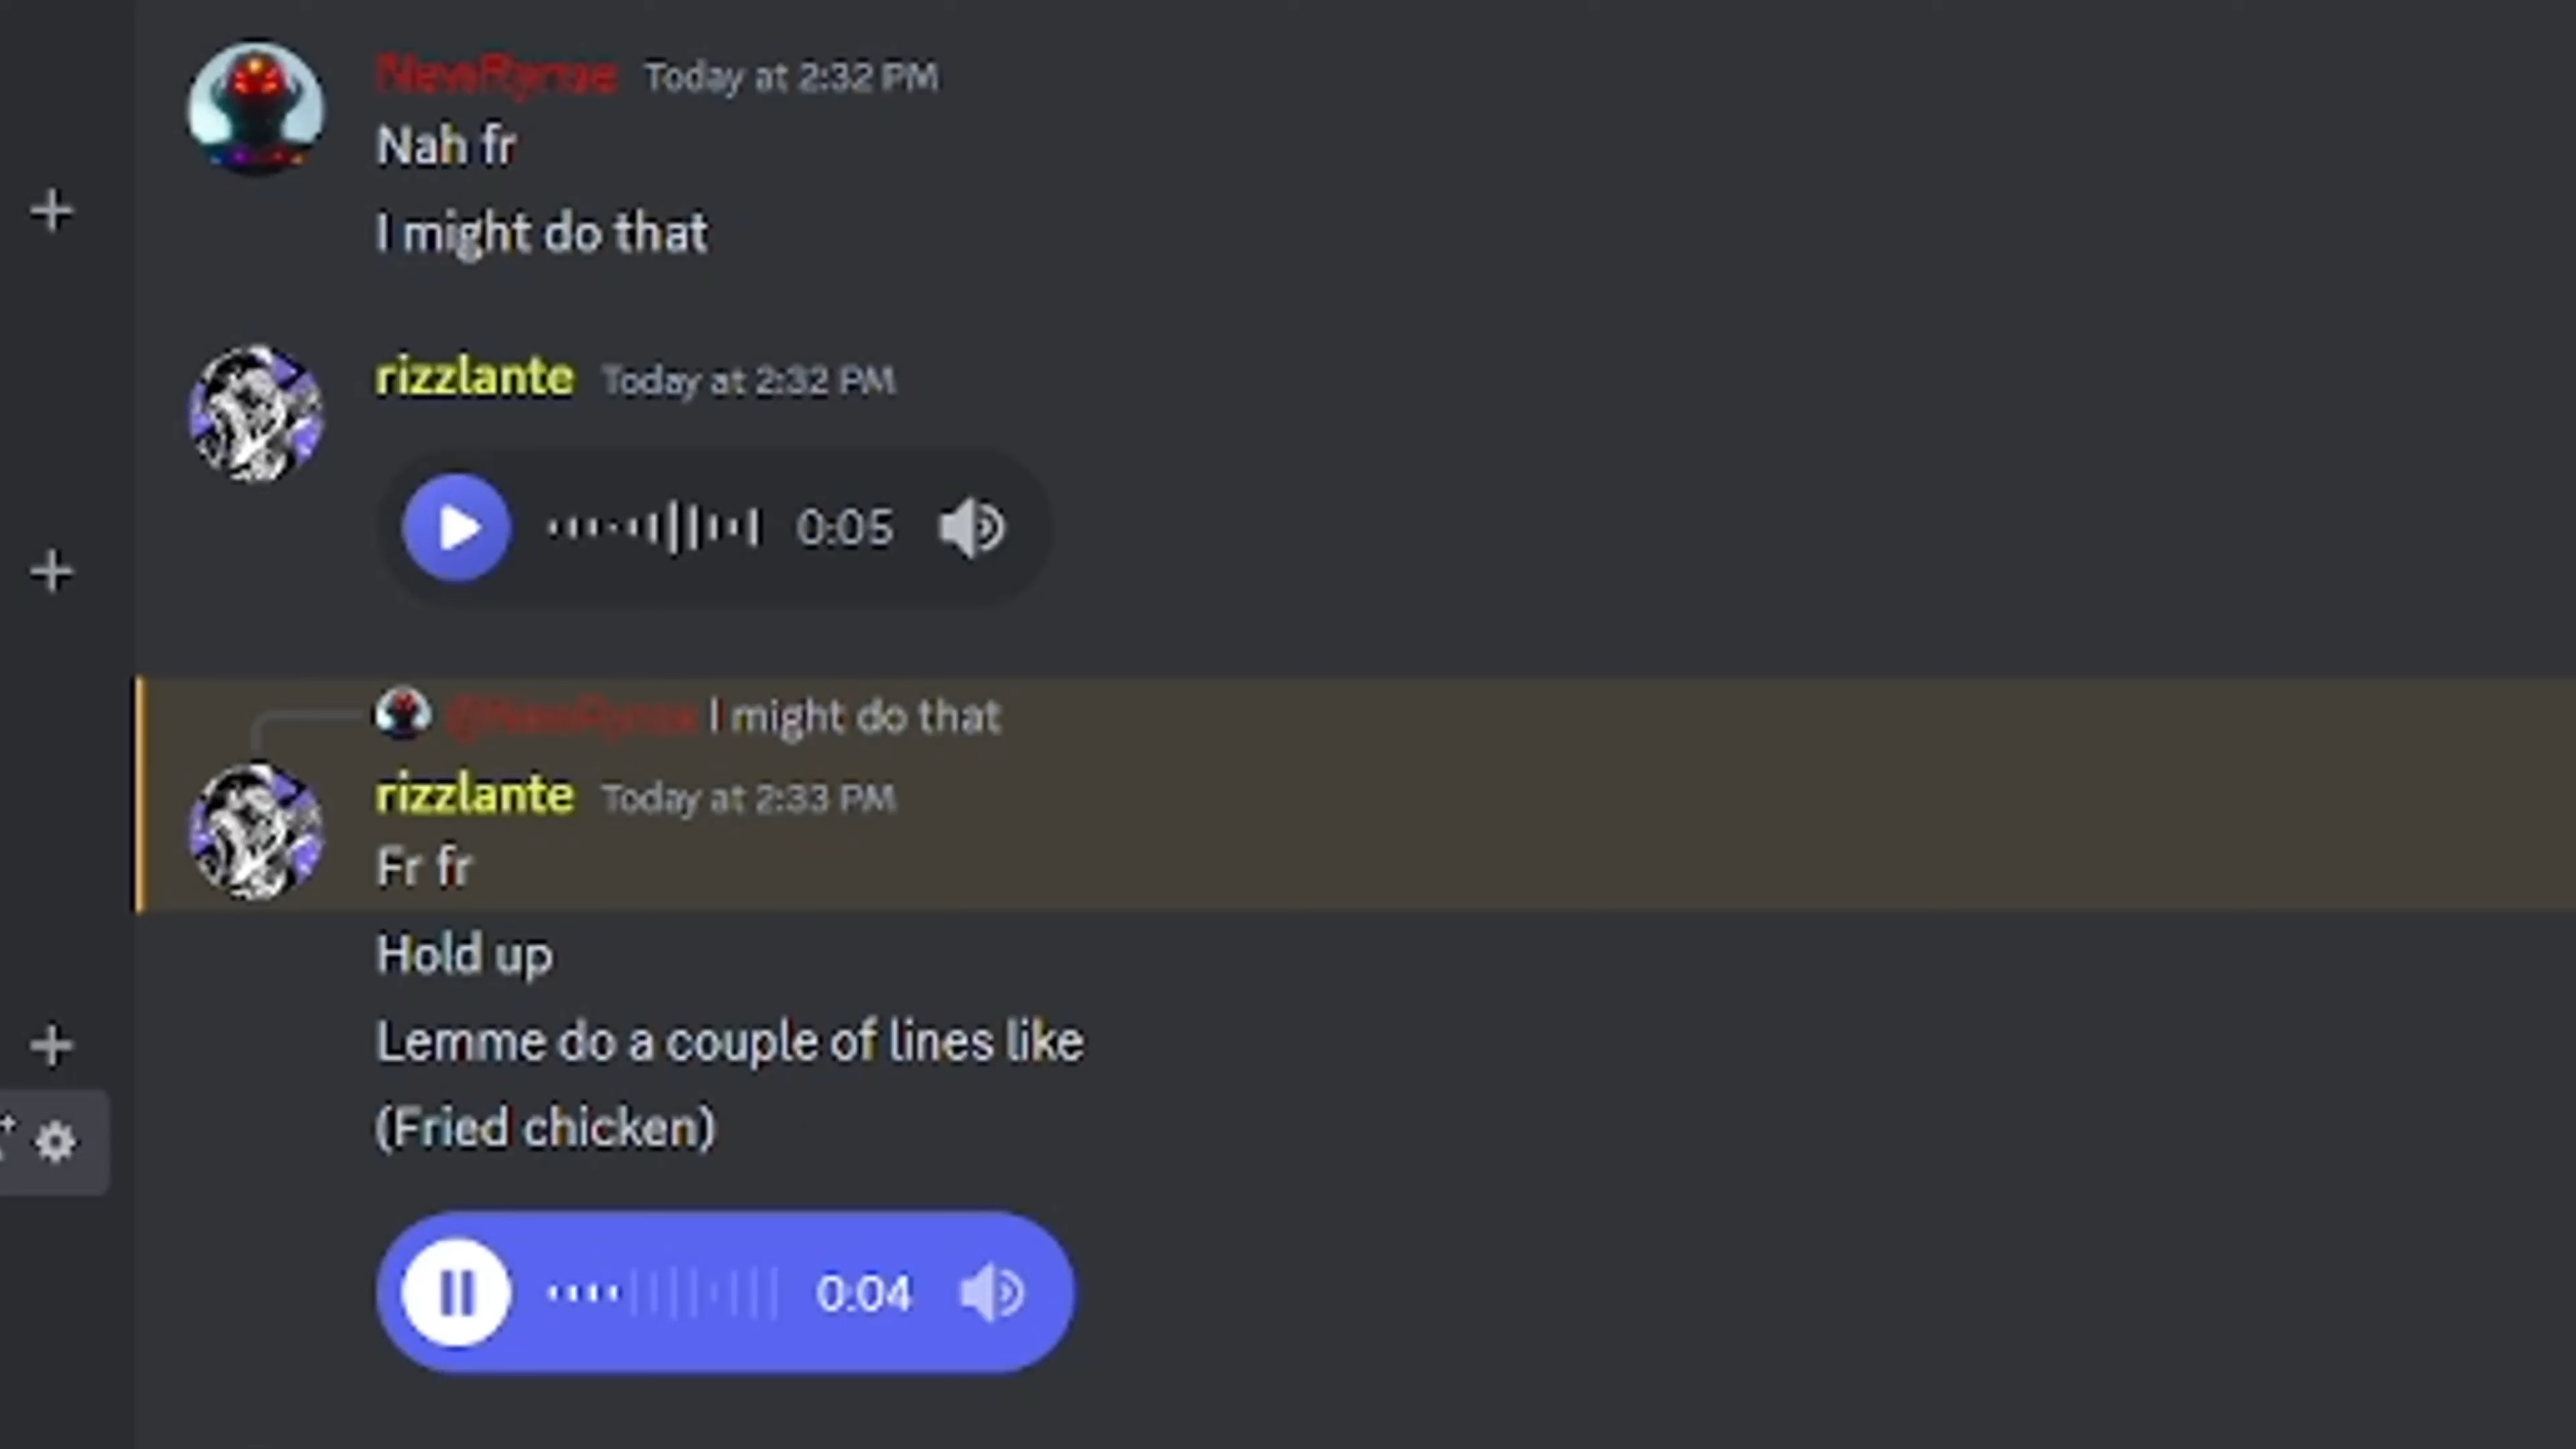 Today at 2:32 PM
Nah fr
I might do that
rizzlante Today at 2:32 PM
0:05
I might do that
rizzlante Today at 2:33 PM
Fr fr
Hold up
Lemme do a couple of lines like
(Fried chicken)
0:04